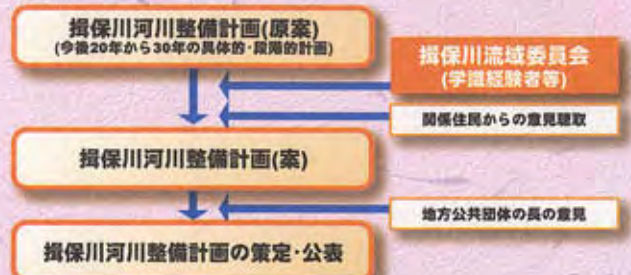 揖保川河川整備計画(原案)
(今後20年から30年の具体的・段階的計画)
揖保川流域委員会
(学識経験者等)
関係住民からの意見聴取
揖保川河川整備計画(案)
地方公共団体の長の意見
揖保川河川整備計画の策定・公表